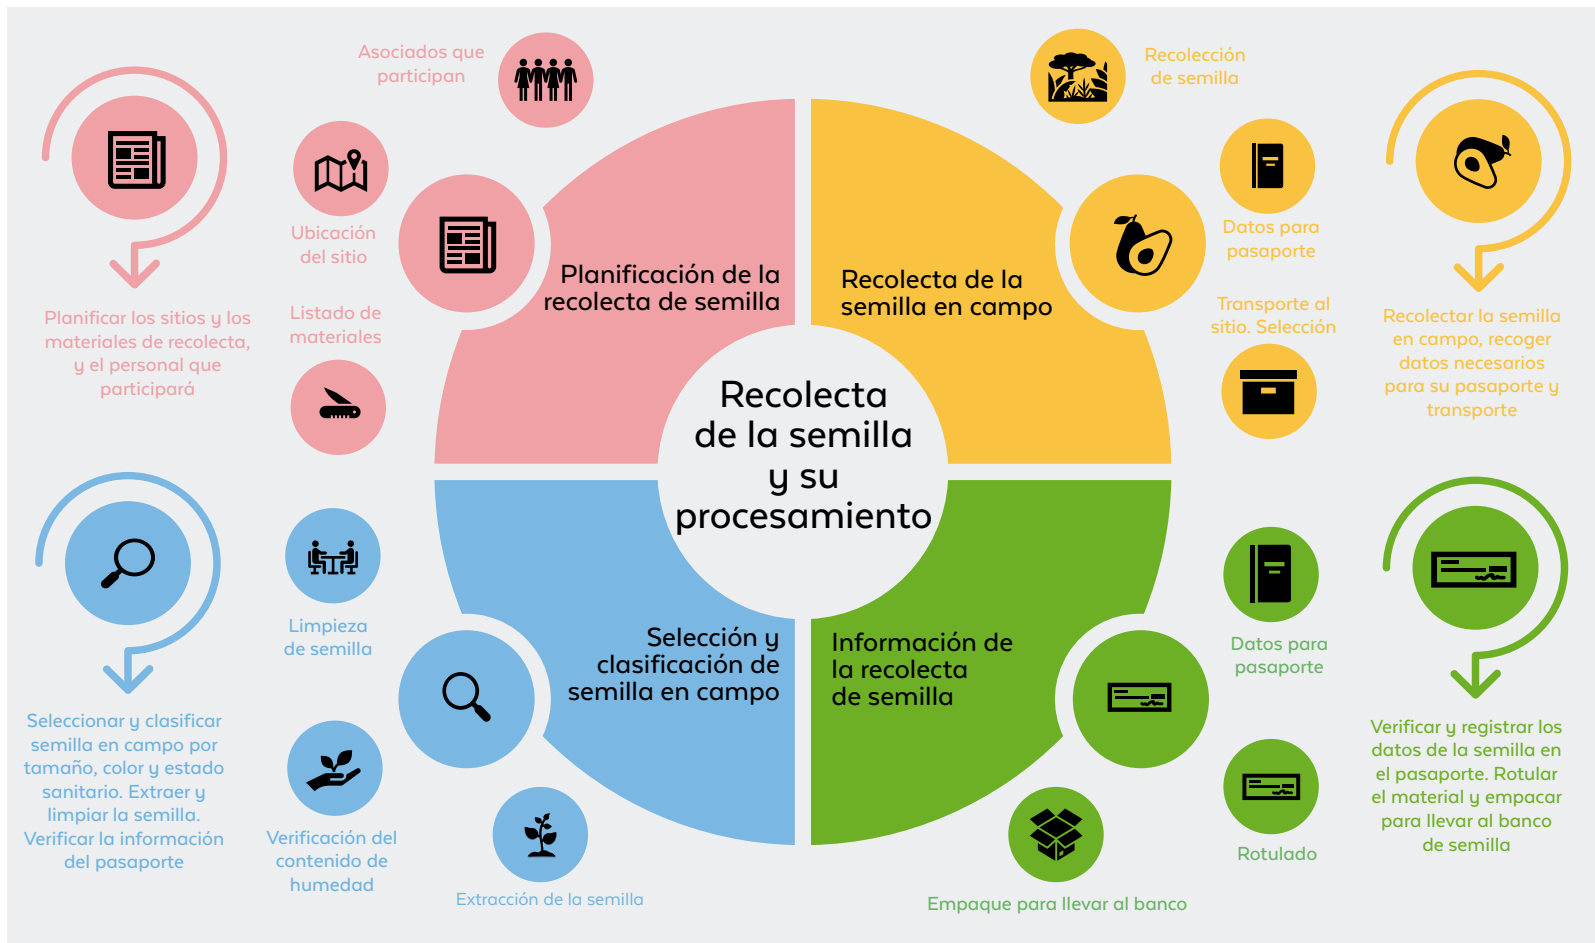 Asociados que
participan
Ubicación
del sitio
Listado de
materiales
Planificar los sitios y los
materiales de recolecta,
y el personal que
participará
Planificación de la
recolecta de semilla
Recolección
de semilla
Datos para
pasaporte
Transporte al
sitio. Selección
Recolectar la semilla
en campo, recoger
datos necesarios
para su pasaporte y
transporte
Recolecta de la
semilla en campo
Recolecta
de la semilla
y su
procesamiento
Limpieza
de semilla
Seleccionar y clasificar
semilla en campo por
tamaño, color y estado
sanitario. Extraer y
limpiar la semilla.
Verificar la información
del pasaporte
Verificación del
contenido de
humedad
Extracción de la semilla
Selección y
clasificación de
semilla en campo
Información de
la recolecta
de semilla
Datos para
pasaporte
Rotulado
Empaque para llevar al banco
Verificar y registrar los
datos de la semilla en
el pasaporte. Rotular
el material y empacar
para llevar al banco
de semilla